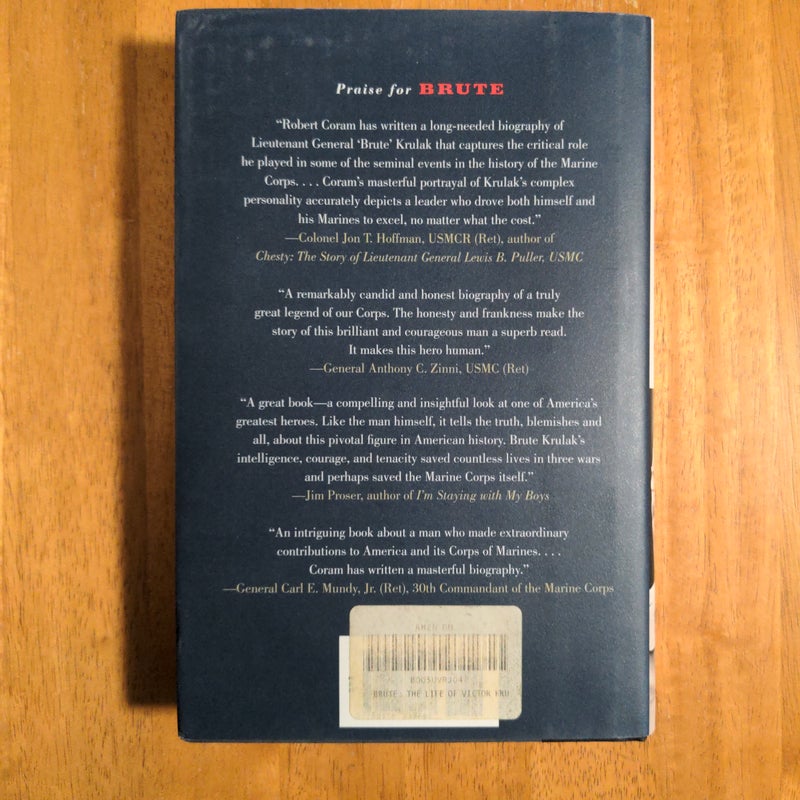 Praise for BRUTE
“Robert Coram has written a long-needed biography of
Lieutenant General ‘Brute’ Krulak that captures the critical role
he played in some of the seminal events in the history of the Marine
Corps. . . . Coram’s masterful portrayal of Krulak’s complex
personality accurately depicts a leader who drove both himself and
his Marines to excel, no matter what the cost.”
—Colonel Jon T. Hoffman, USMCR (Ret), author of
Chesty: The Story of Lieutenant General Lewis B. Puller, USMC
“A remarkably candid and honest biography of a truly
great legend of our Corps. The honesty and frankness make the
story of this brilliant and courageous man a superb read.
It makes this hero human.”
—General Anthony C. Zinni, USMC (Ret)
“A great book—a compelling and insightful look at one of America’s
greatest heroes. Like the man himself, it tells the truth, blemishes and
all, about this pivotal figure in American history. Brute Krulak’s
intelligence, courage, and tenacity saved countless lives in three wars
and perhaps saved the Marine Corps itself.”
—Jim Proser, author of I’m Staying with My Boys
“An intriguing book about a man who made extraordinary
contributions to America and its Corps of Marines. . . .
Coram has written a masterful biography.”
—General Carl E. Mundy, Jr. (Ret), 30th Commandant of the Marine Corps
BRUTE: THE LIFE OF VICTOR KRU